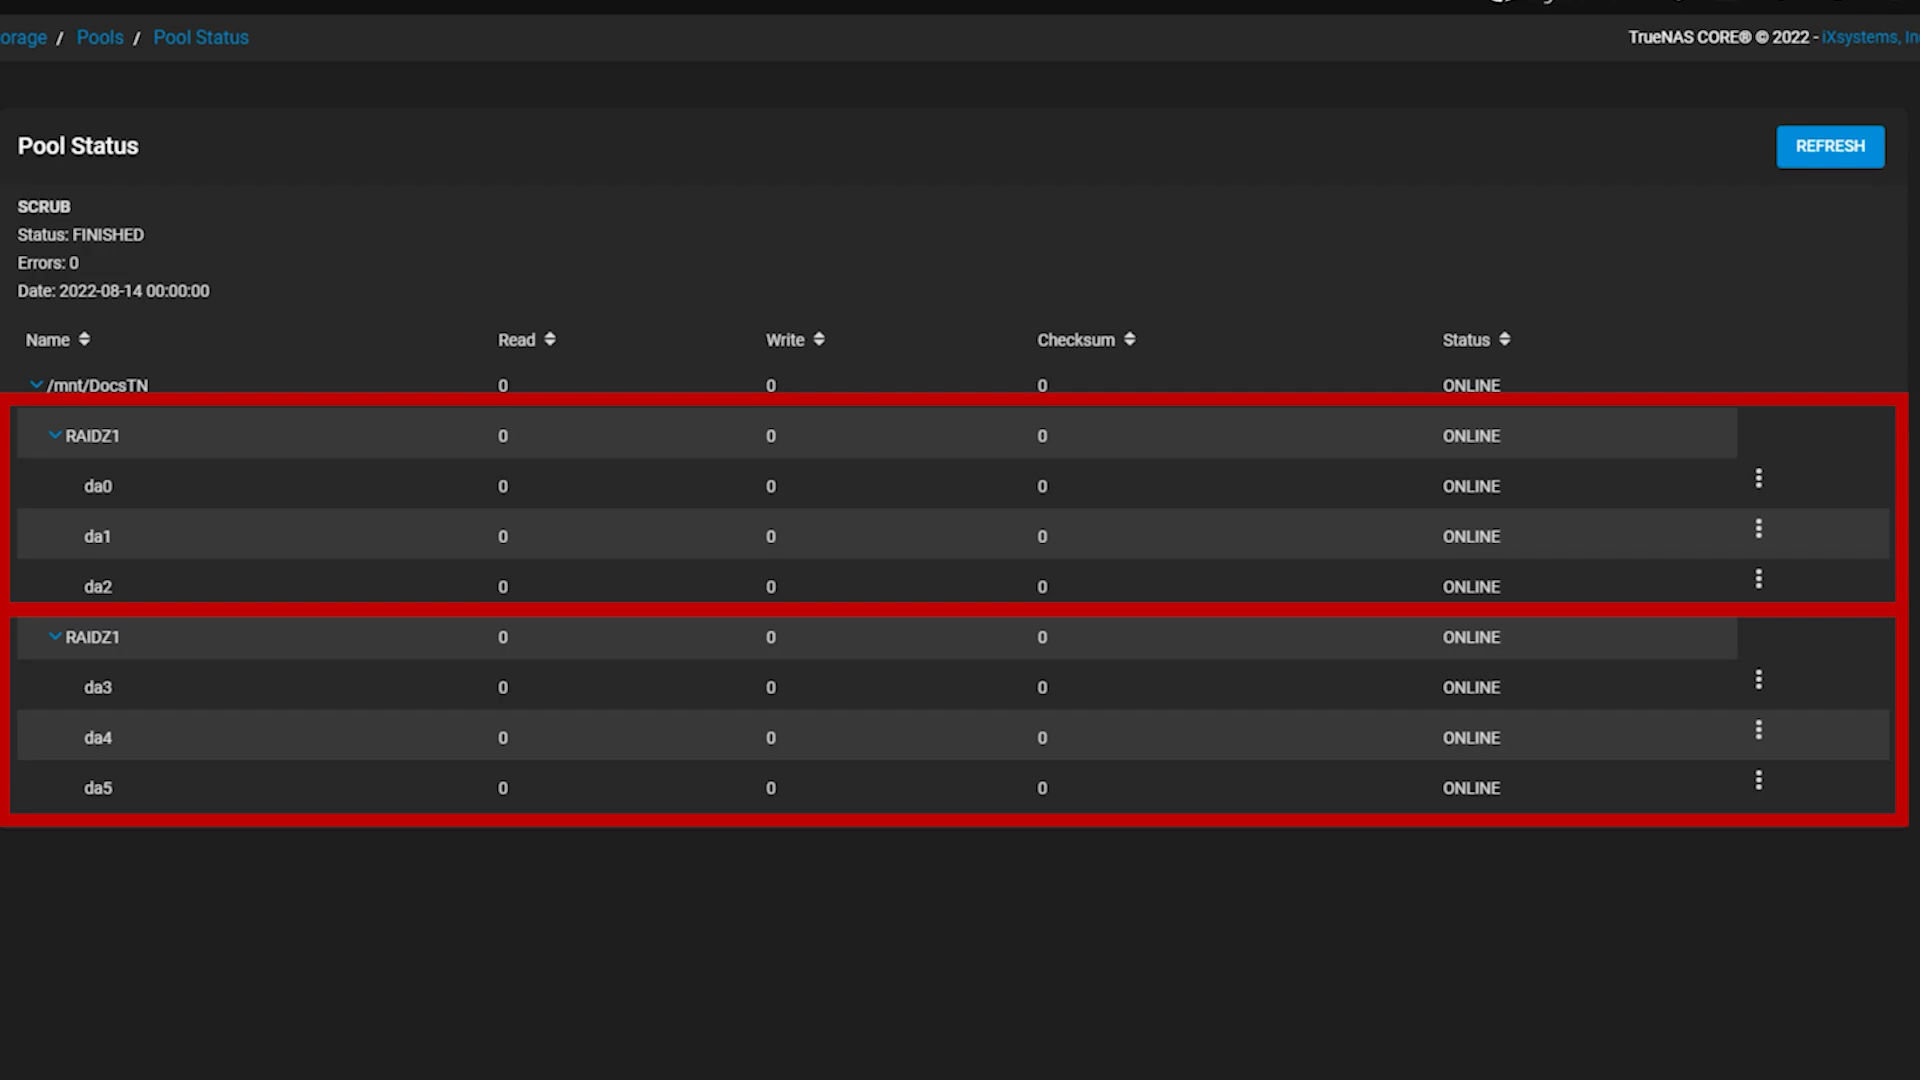 orage / Pools / Pool Status
TrueNAS CORE® © 2022 - iXsystems, In
Pool Status
REFRESH
SCRUB
Status: FINISHED
Errors: 0
Date: 2022-08-14 00:00:00
Name Read Write Checksum Status
/mnt/DocsTN 0 0 0 ONLINE
RAIDZ1 0 0 0 ONLINE
da0 0 0 0 ONLINE
da1 0 0 0 ONLINE
da2 0 0 0 ONLINE
RAIDZ1 0 0 0 ONLINE
da3 0 0 0 ONLINE
da4 0 0 0 ONLINE
da5 0 0 0 ONLINE